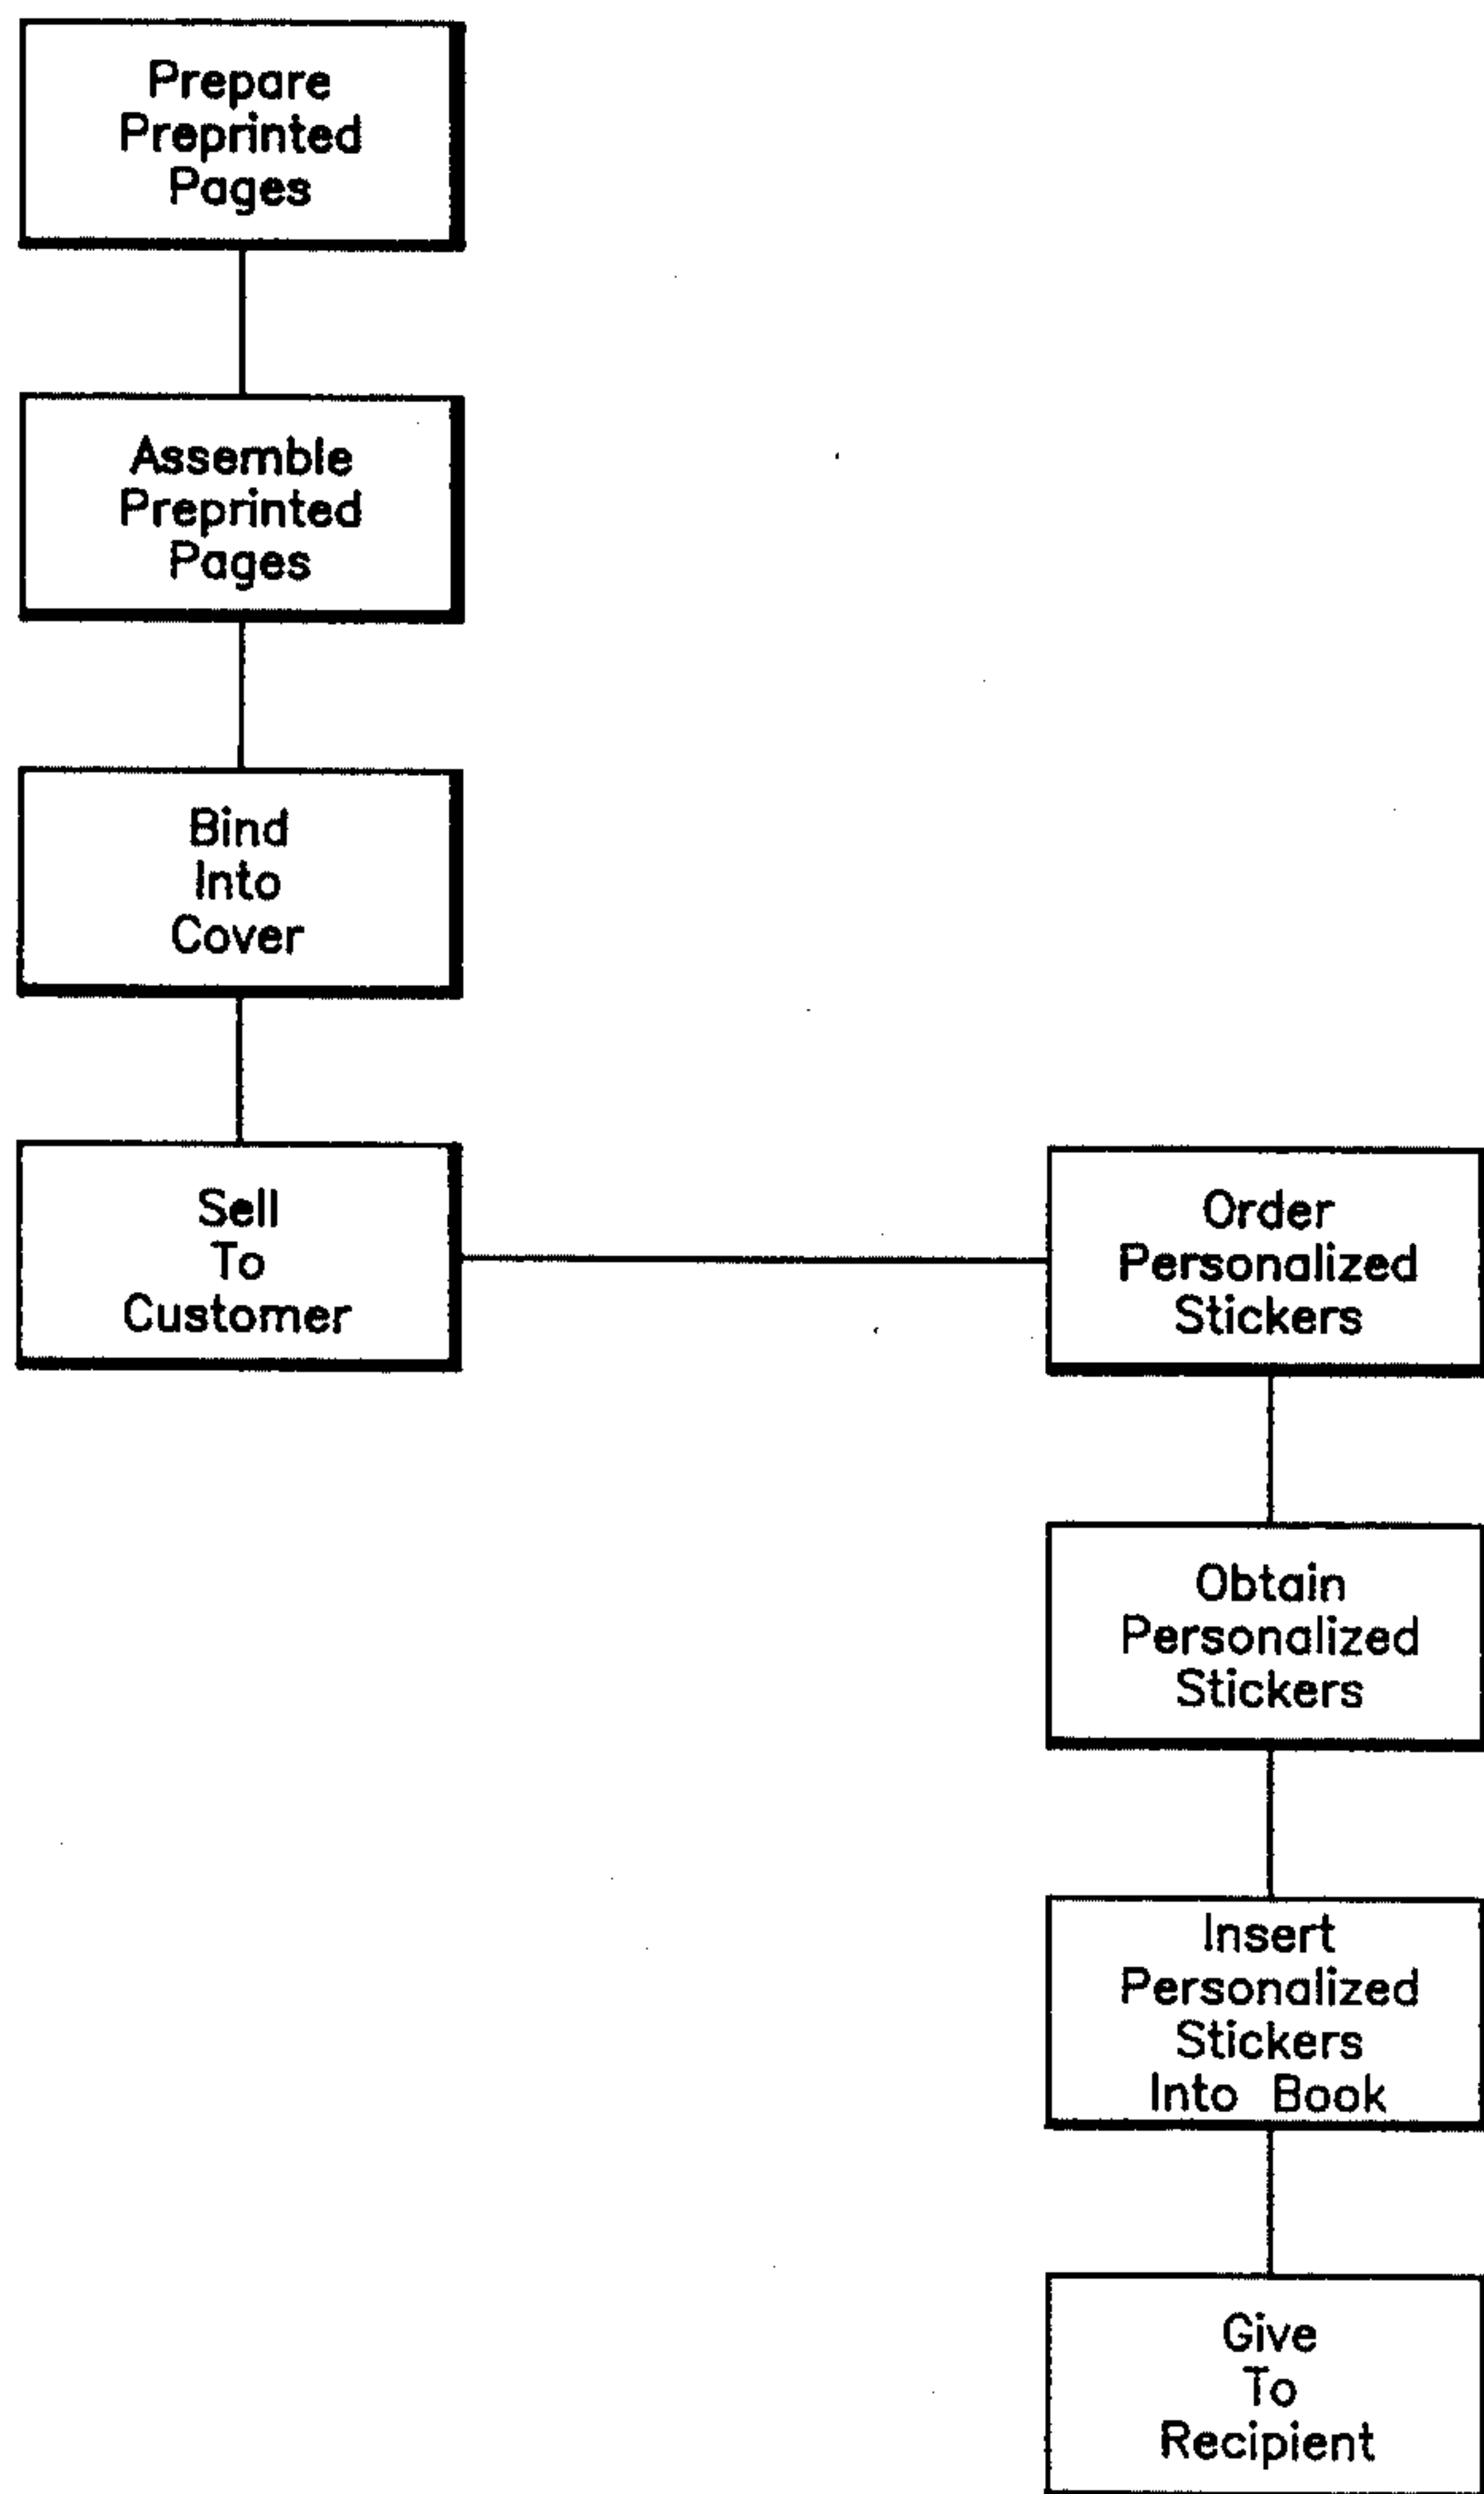 Prepare
Preprinted
Pages
Assemble
Preprinted
Pages
Bind
Into
Cover
Sell
To
Customer
Order
Personalized
Stickers
Obtain
Personalized
Stickers
Insert
Personalized
Stickers
Into Book
Give
To
Recipient